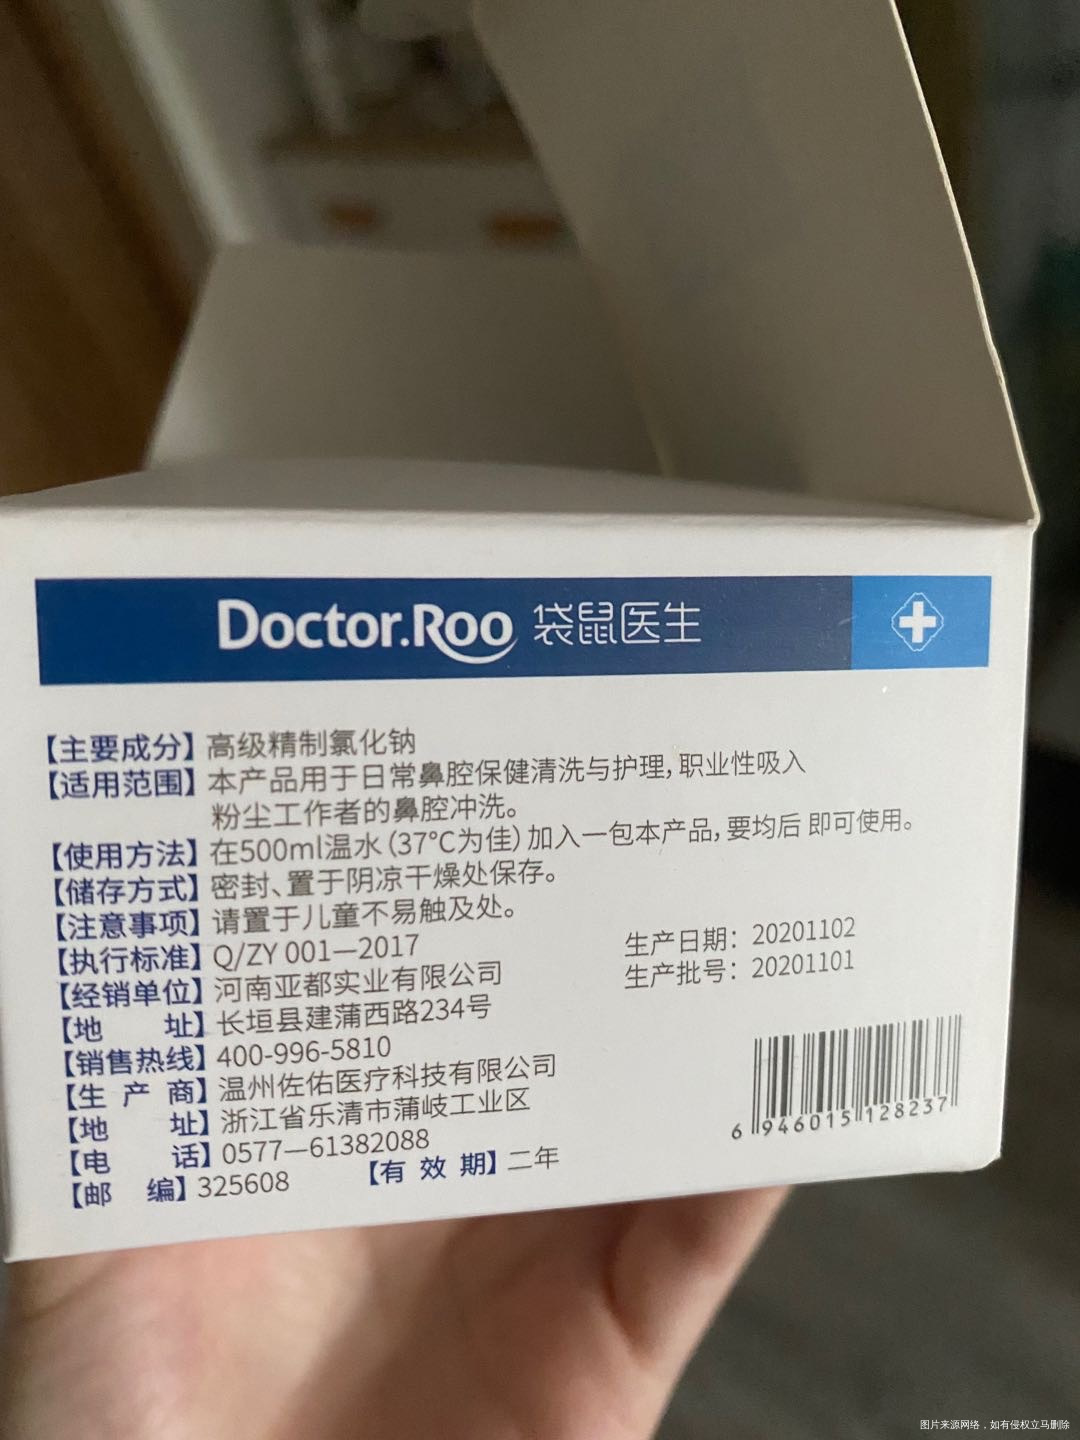 Doctor.Roo 袋鼠医生
【主要成分】高级精制氯化钠
【适用范围】本产品用于日常鼻腔保健清洗与护理,职业性吸入
粉尘工作者的鼻腔冲洗。
【使用方法】在500ml温水(37℃为佳)加入一包本产品,要均后 即可使用。
【储存方式】密封、置于阴凉干燥处保存。
【注意事项】请置于儿童不易触及处。
【执行标准】Q/ZY 001—2017
【经销单位】河南亚都实业有限公司
【地 址】长垣县建蒲西路234号
【销售热线】400-996-5810
【生 产 商】温州佐佑医疗科技有限公司
【地 址】浙江省乐清市蒲岐工业区
【电 话】0577—61382088
【邮 编】325608 【有 效 期】二年
生产日期：20201102
生产批号：20201101
6 946015 128237
图片来源网络，如有侵权立马删除